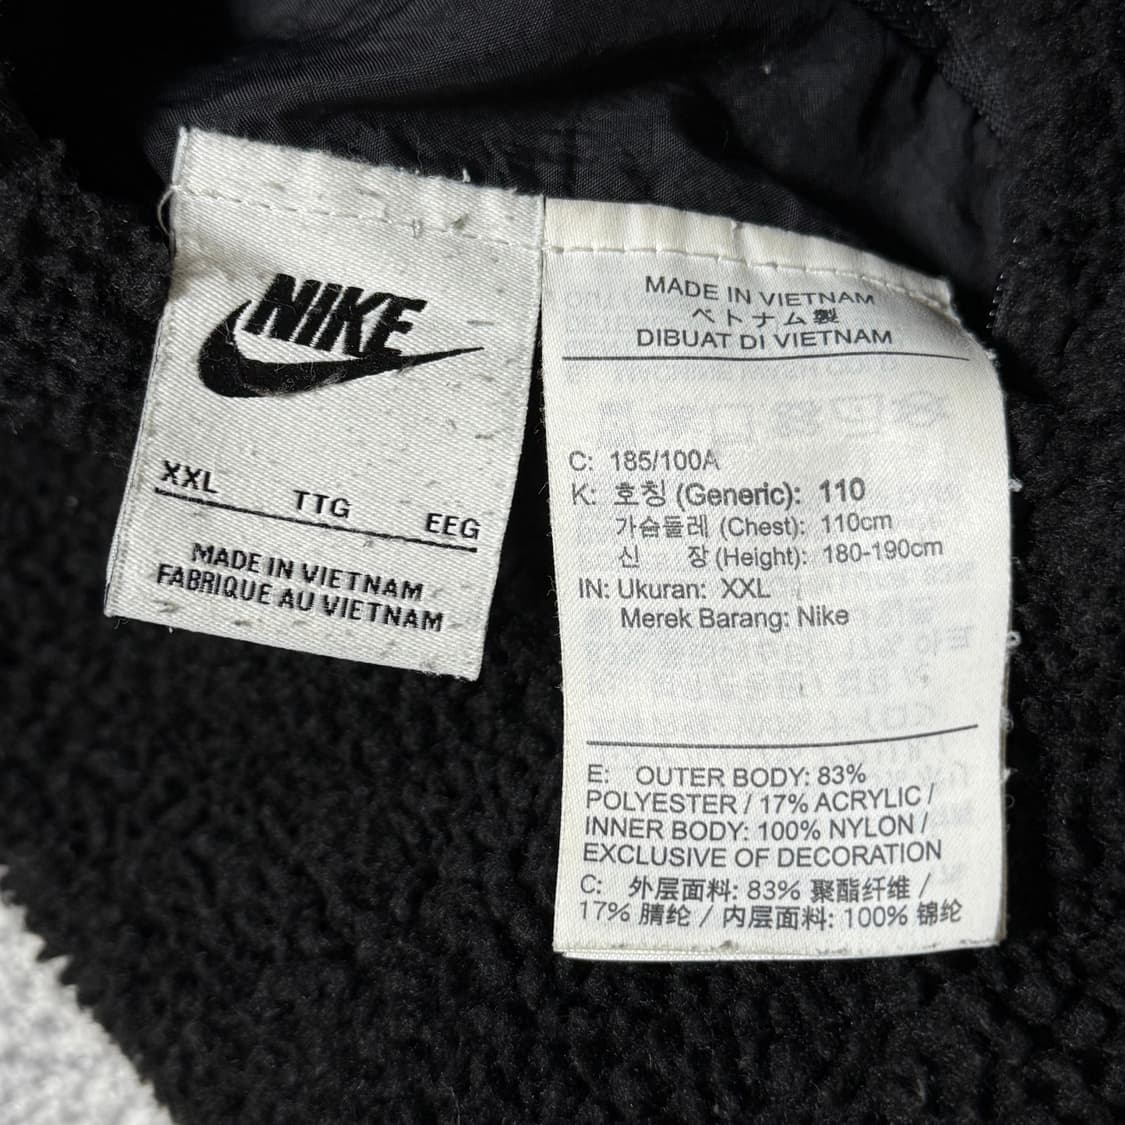 NIKE
XXL TTG EEG
MADE IN VIETNAM
FABRIQUE AU VIETNAM
MADE IN VIETNAM
ベトナム製
DIBUAT DI VIETNAM
C: 185/100A
K: 호칭 (Generic): 110
가슴둘레 (Chest): 110cm
신 장 (Height): 180-190cm
IN: Ukuran: XXL
Merek Barang: Nike
E: OUTER BODY: 83%
POLYESTER / 17% ACRYLIC /
INNER BODY: 100% NYLON /
EXCLUSIVE OF DECORATION
C: 外层面料: 83% 聚酯纤维 /
17% 腈纶 / 内层面料: 100% 锦纶